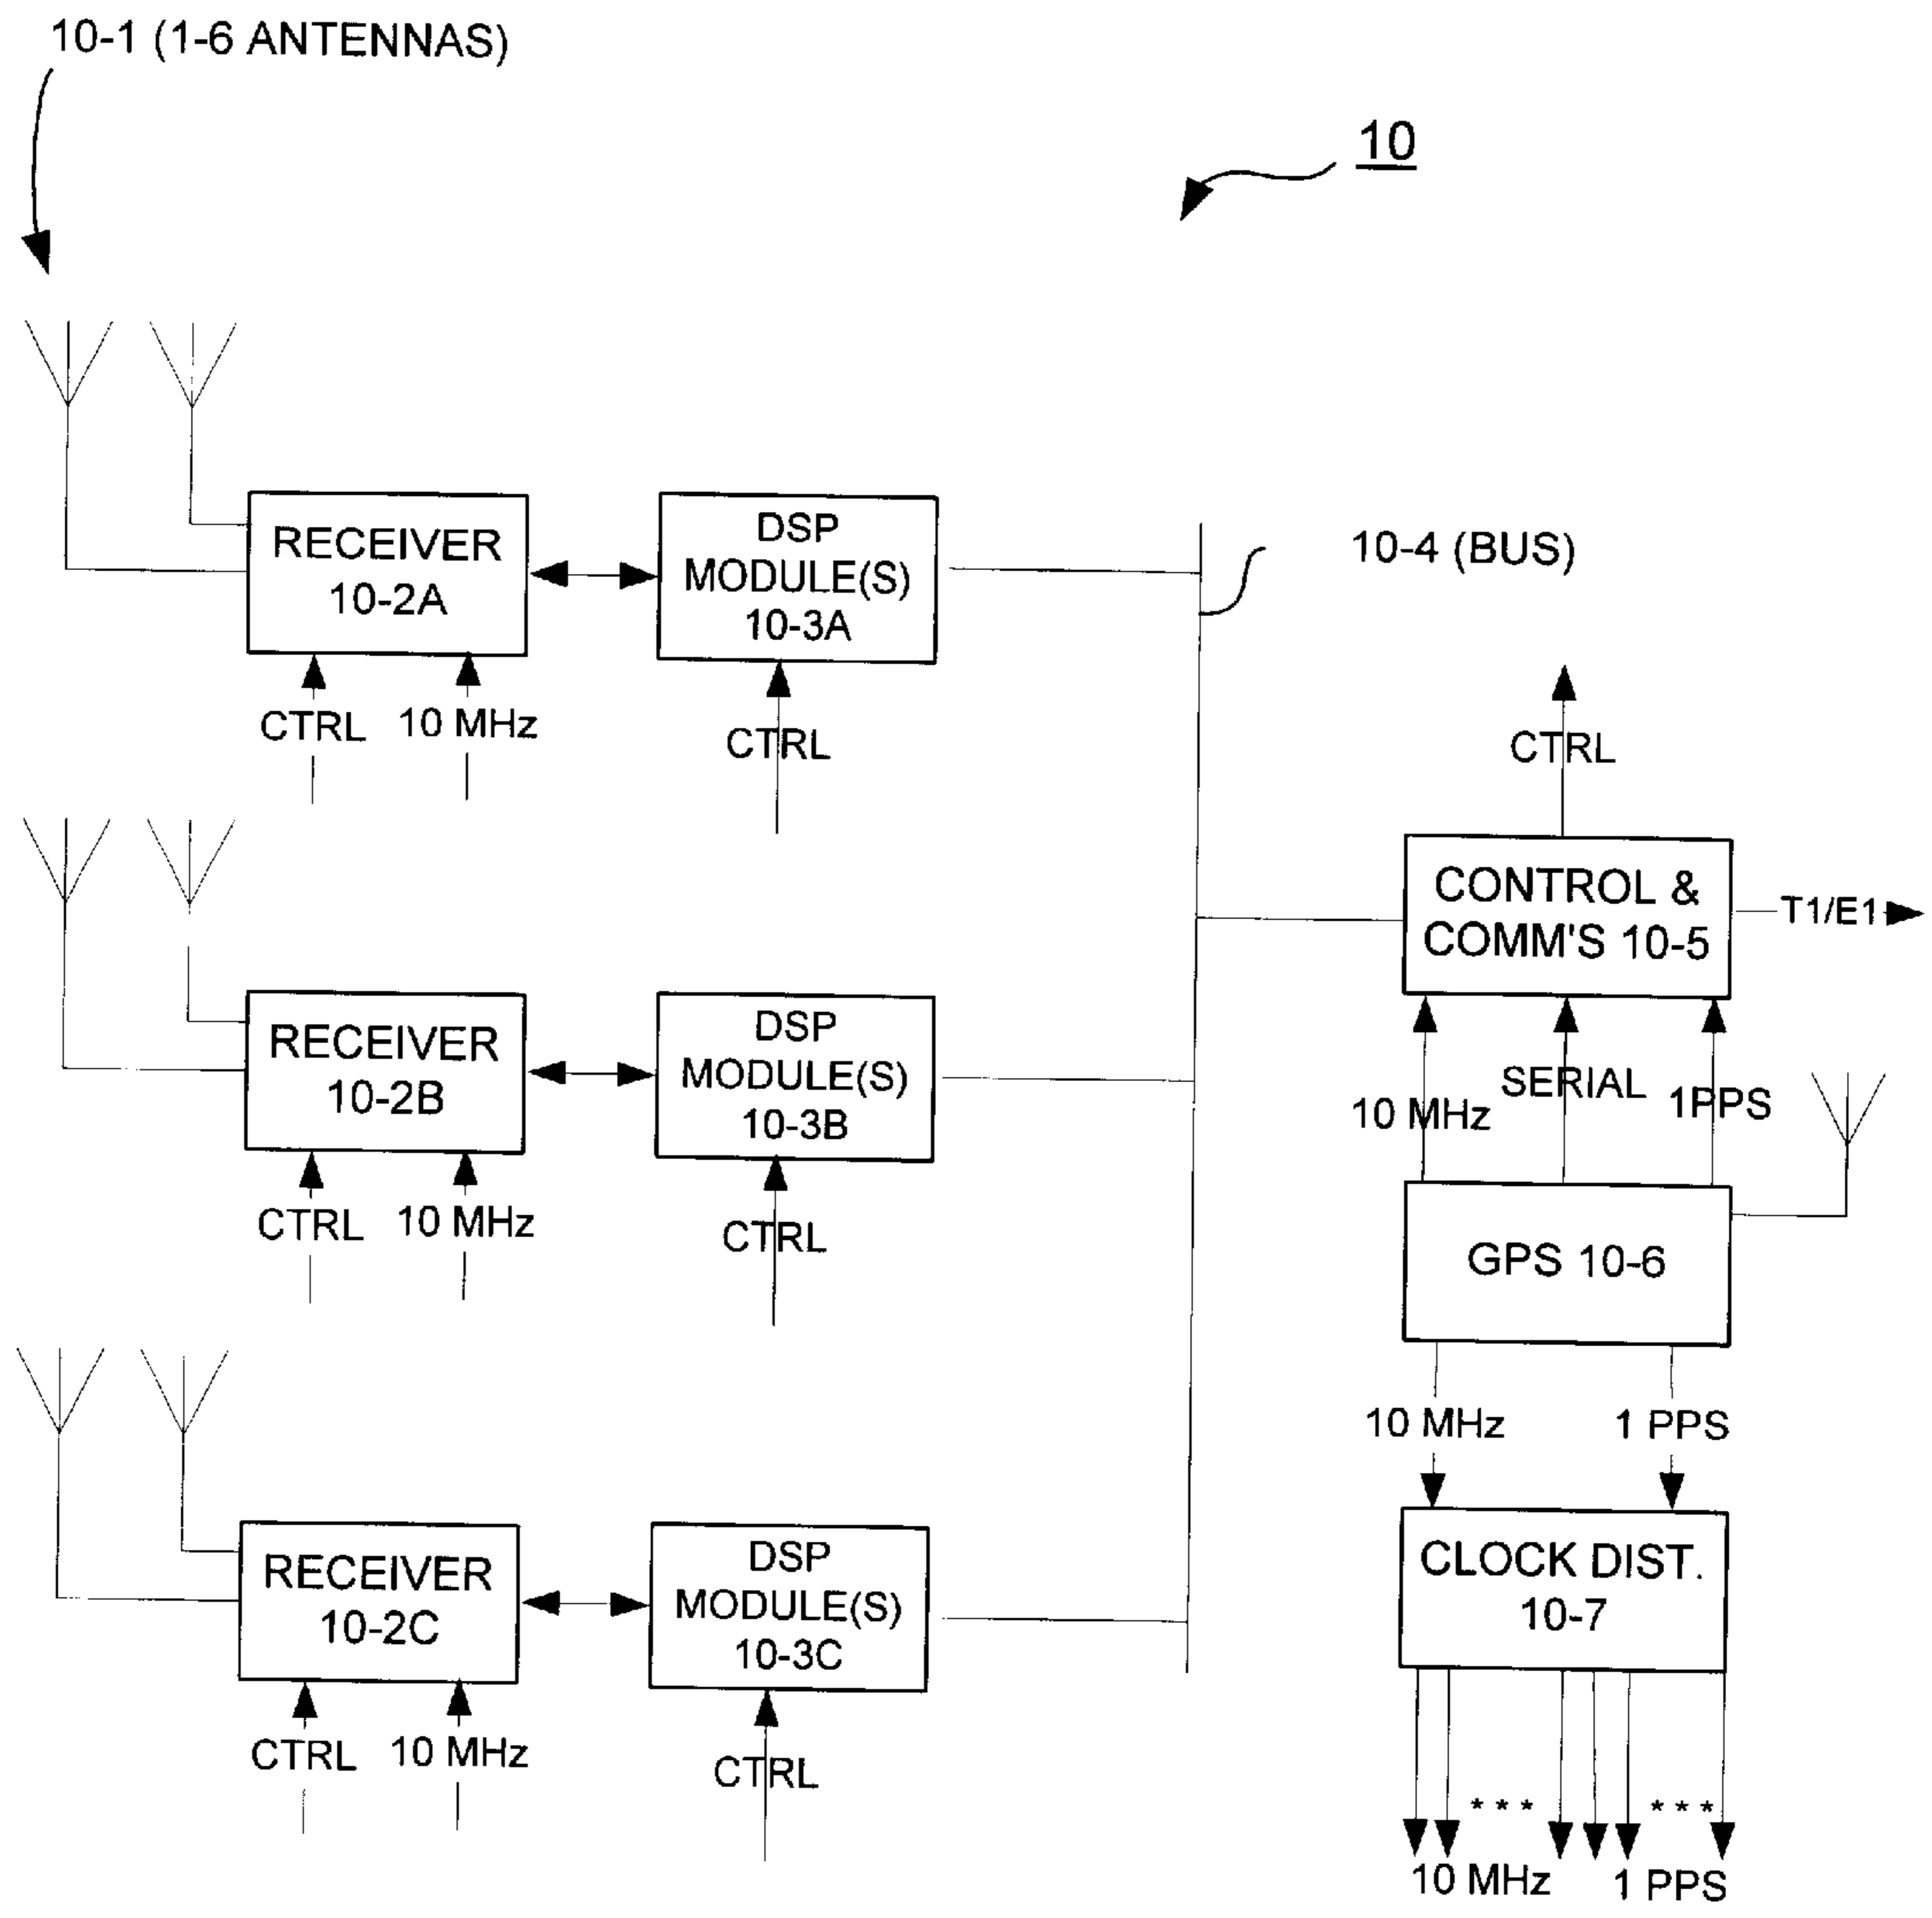 10-1 (1-6 ANTENNAS)
10
RECEIVER
10-2A
DSP
MODULE(S)
10-3A
10-4 (BUS)
CTRL
10 MHz
CTRL
CTRL
CONTROL &
COMM'S 10-5
T1/E1
RECEIVER
10-2B
DSP
MODULE(S)
10-3B
10 MHz
SERIAL
1PPS
CTRL
10 MHz
CTRL
GPS 10-6
10 MHz
1 PPS
RECEIVER
10-2C
DSP
MODULE(S)
10-3C
CLOCK DIST.
10-7
CTRL
10 MHz
CTRL
* * *
* * *
10 MHz
1 PPS